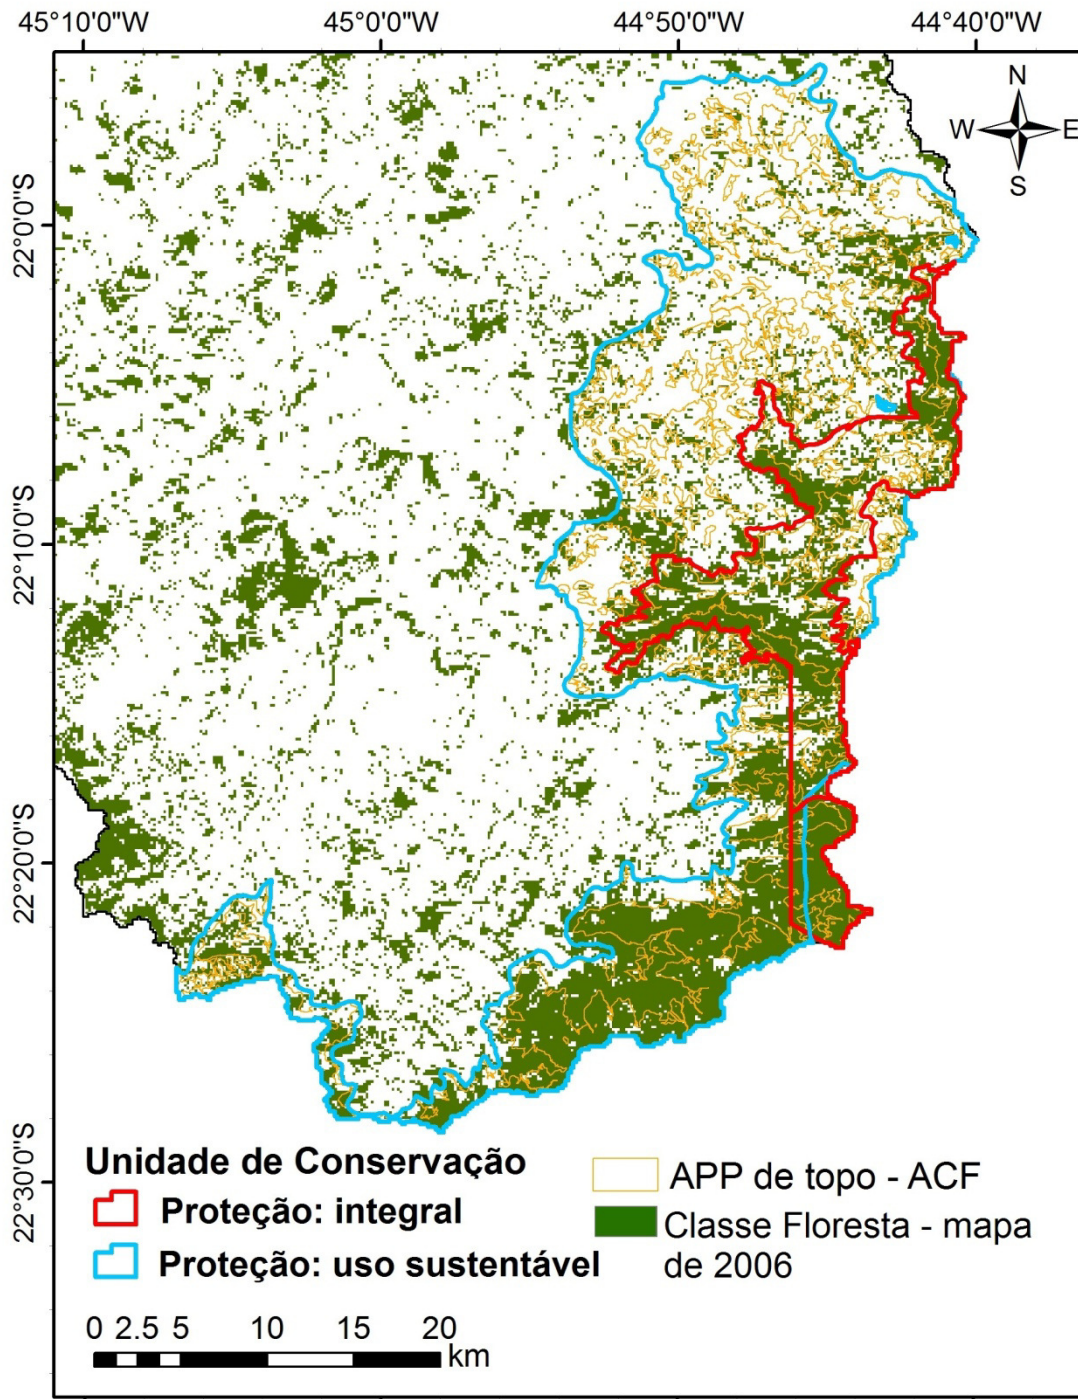 45°10'0"W 45°0'0"W 44°50'0"W 44°40'0"W
N
W E
S
22°0'0"S
22°10'0"S
22°20'0"S
22°30'0"S
Unidade de Conservação
Proteção: integral
Proteção: uso sustentável
APP de topo - ACF
Classe Floresta - mapa
de 2006
0 2.5 5 10 15 20
km